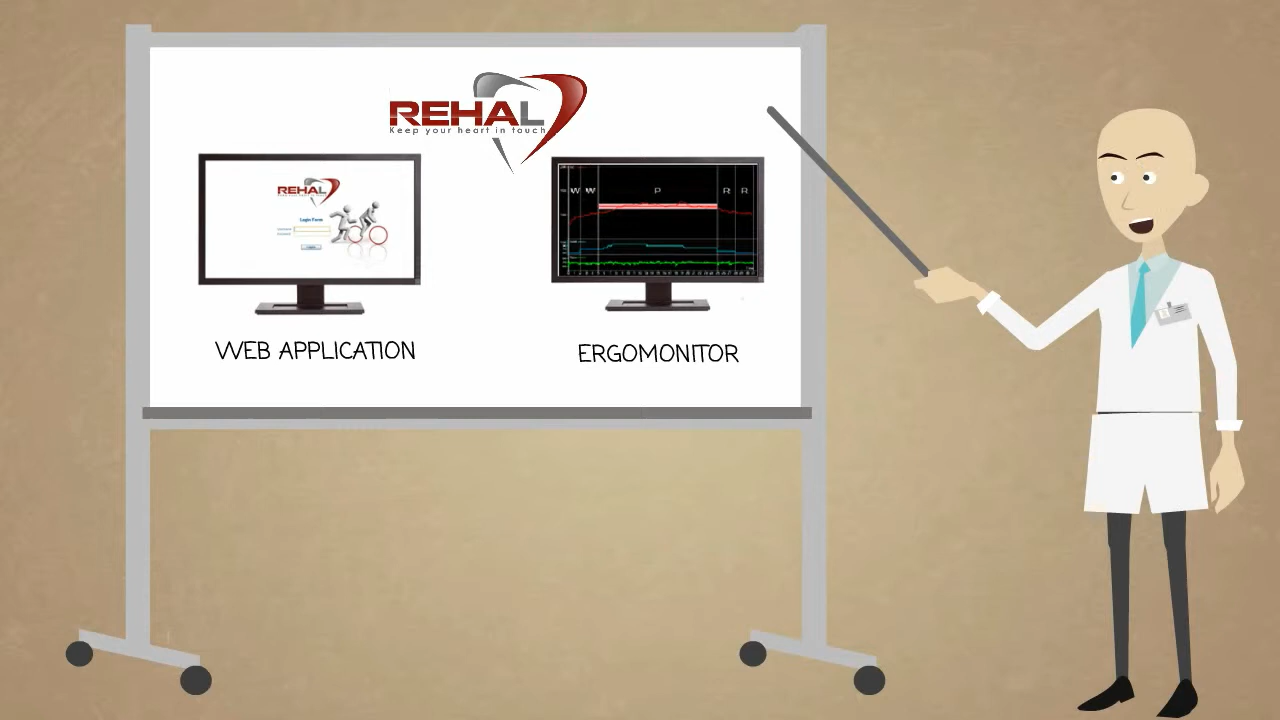 REHAL
Keep your heart in touch
REHAL
Login Form
W W P R R
WEB APPLICATION
ERGOMONITOR